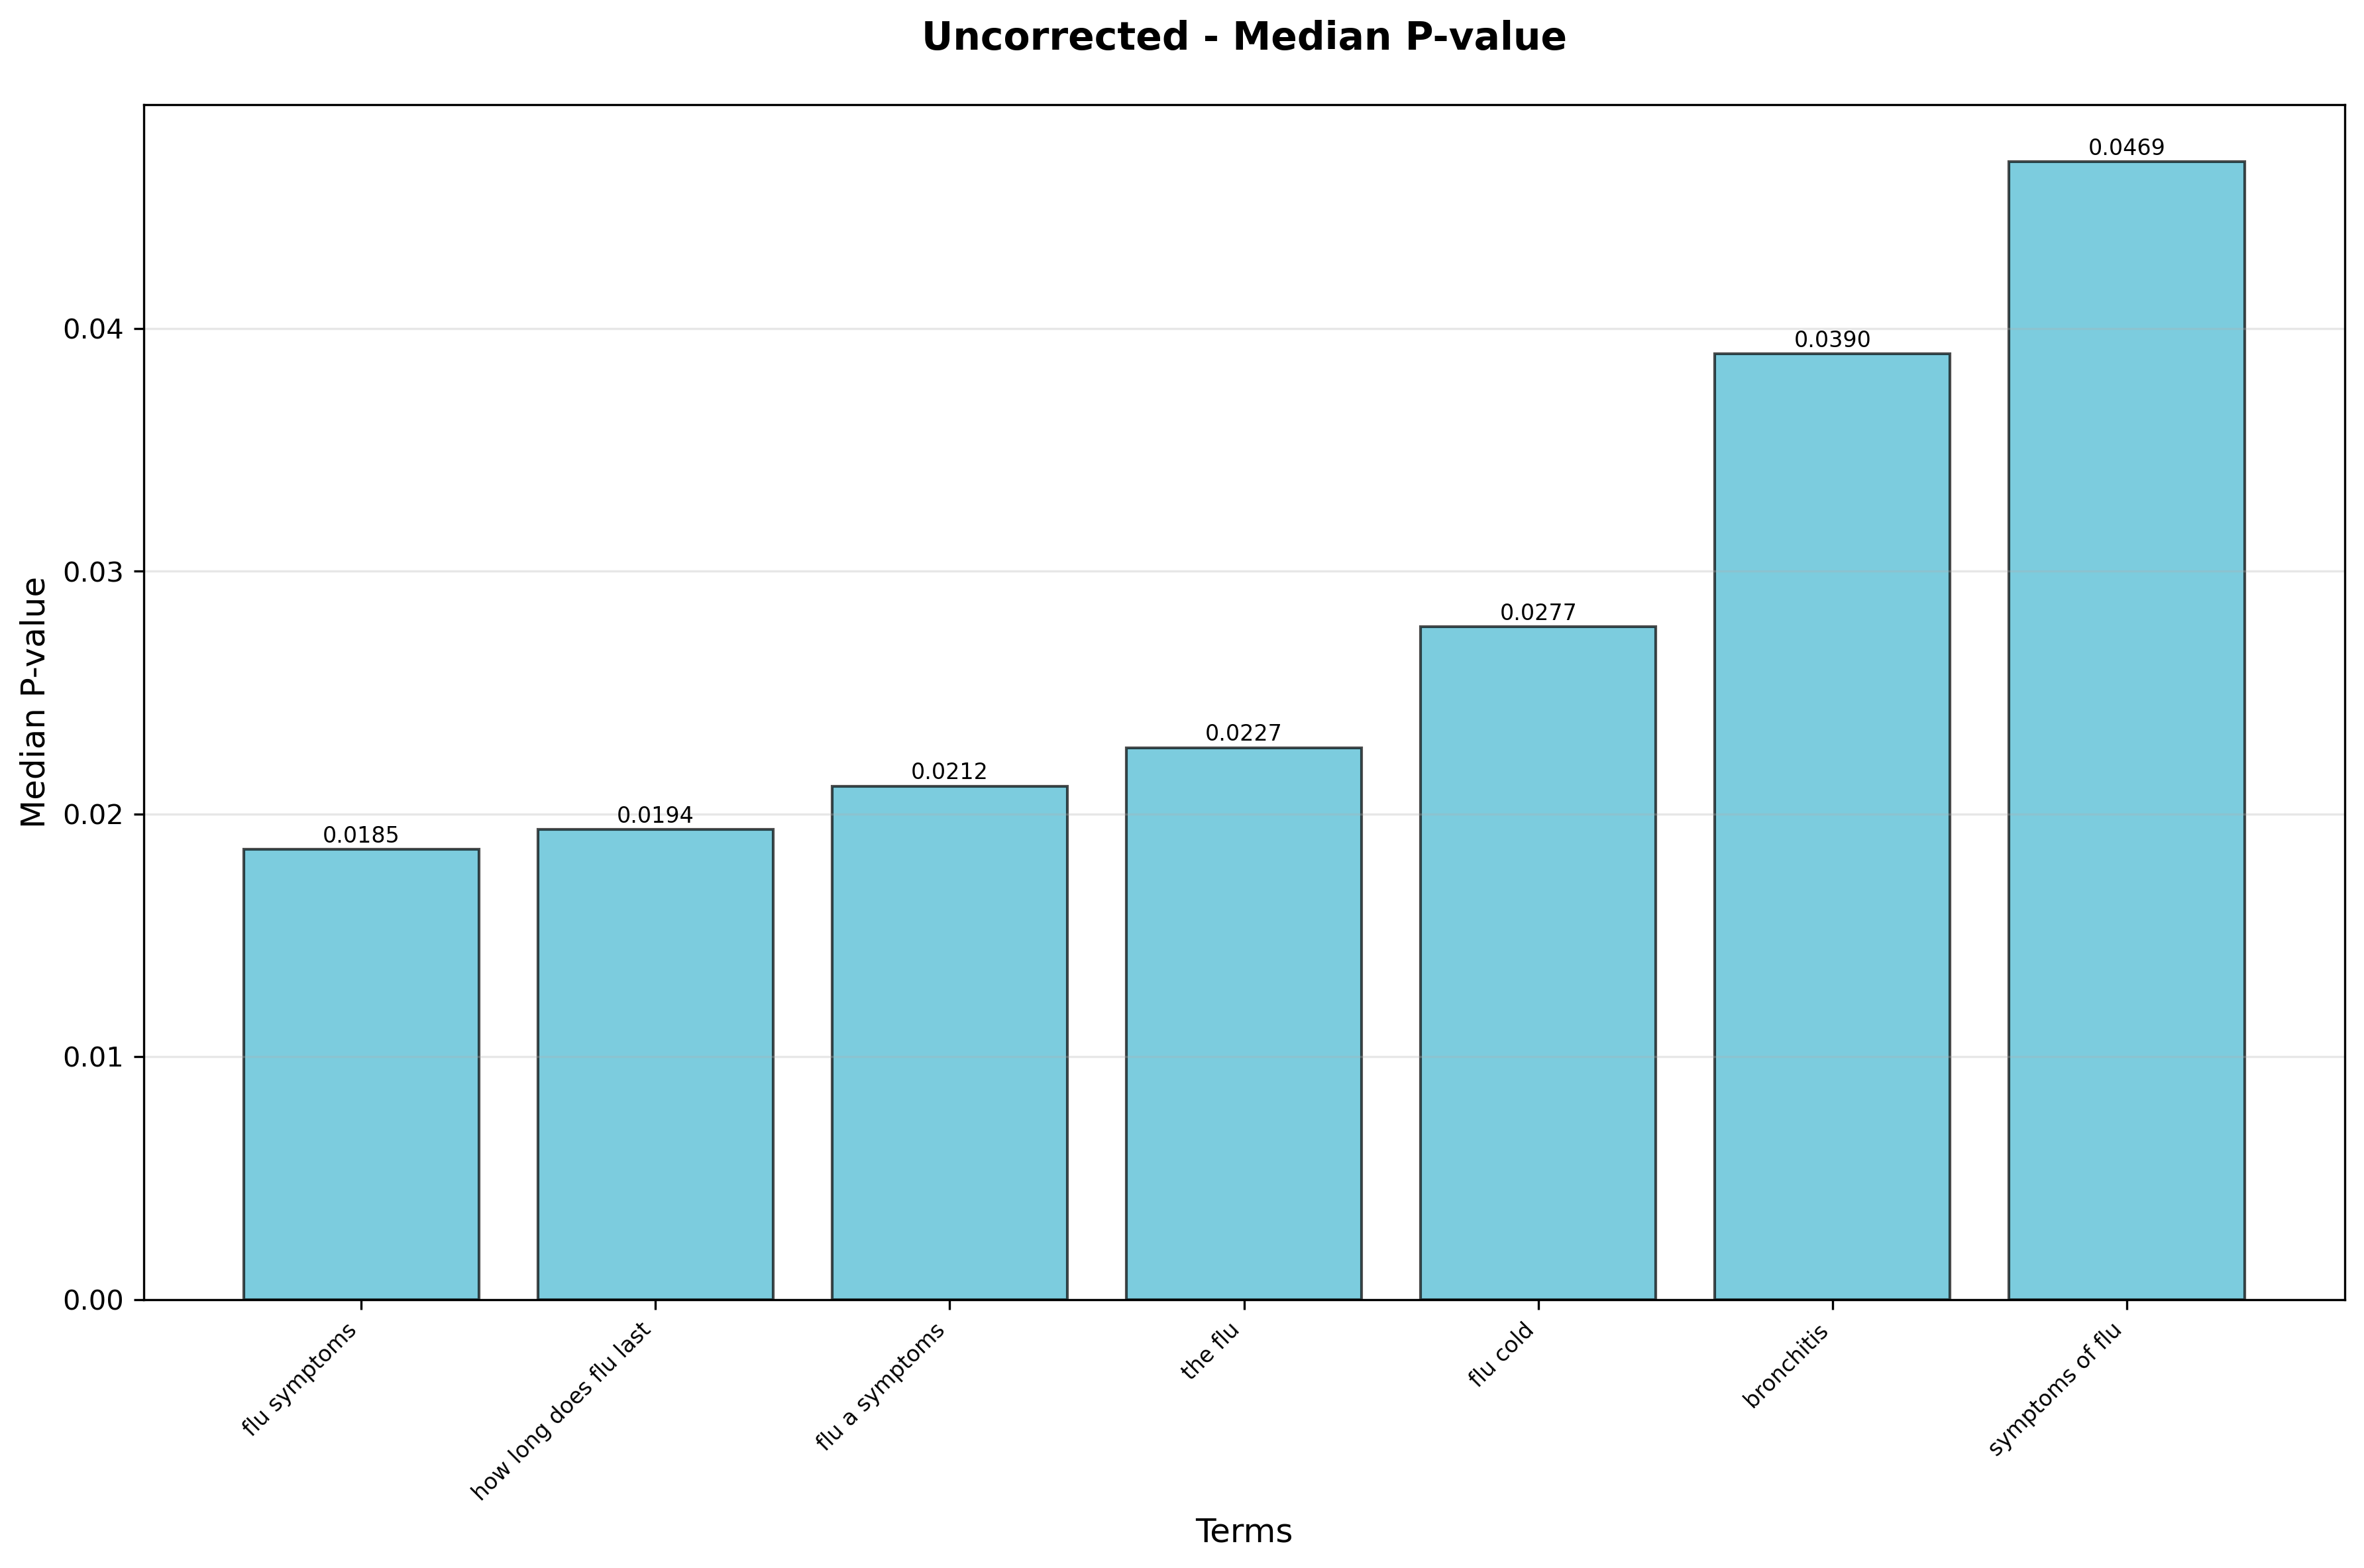 Uncorrected - Median P-value
Median P-value
0.04
0.03
0.02
0.01
0.00
0.0185
0.0194
0.0212
0.0227
0.0277
0.0390
0.0469
flu symptoms
how long does flu last
flu a symptoms
the flu
flu cold
bronchitis
symptoms of flu
Terms